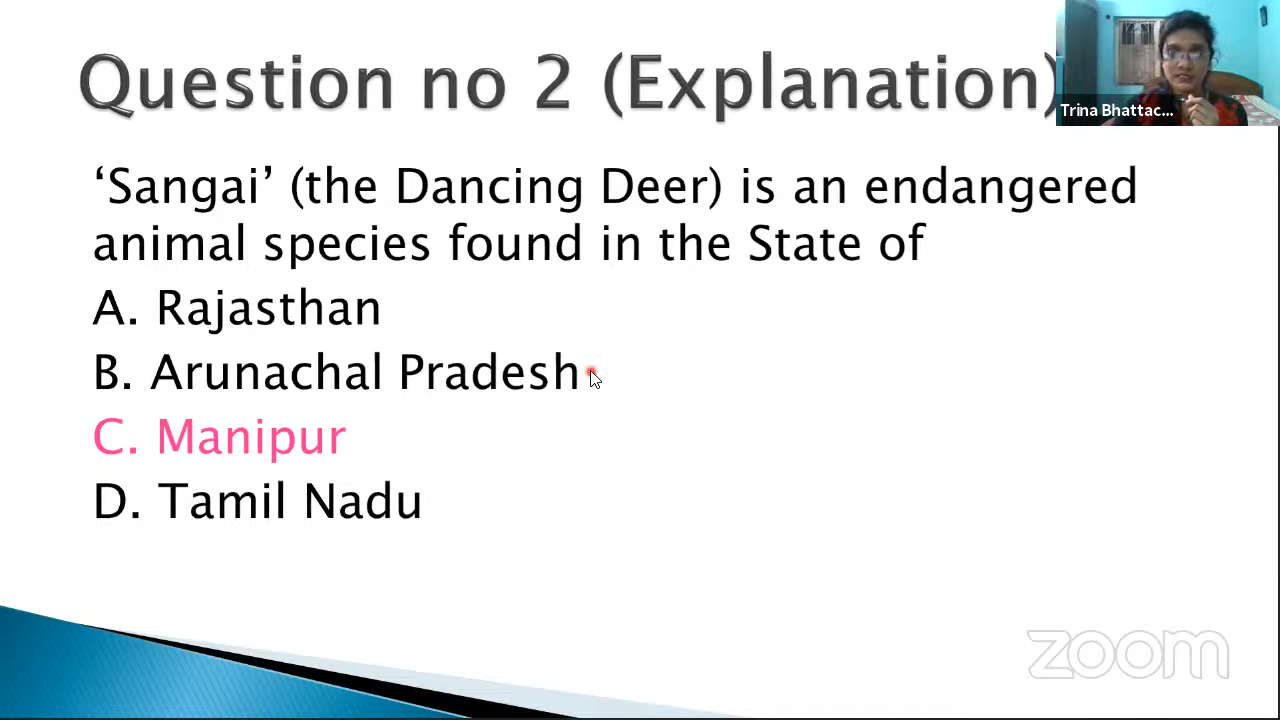 Question no 2 (Explanation)
Trina Bhattac...
‘Sangai’ (the Dancing Deer) is an endangered
animal species found in the State of
A. Rajasthan
B. Arunachal Pradesh
C. Manipur
D. Tamil Nadu
zoom